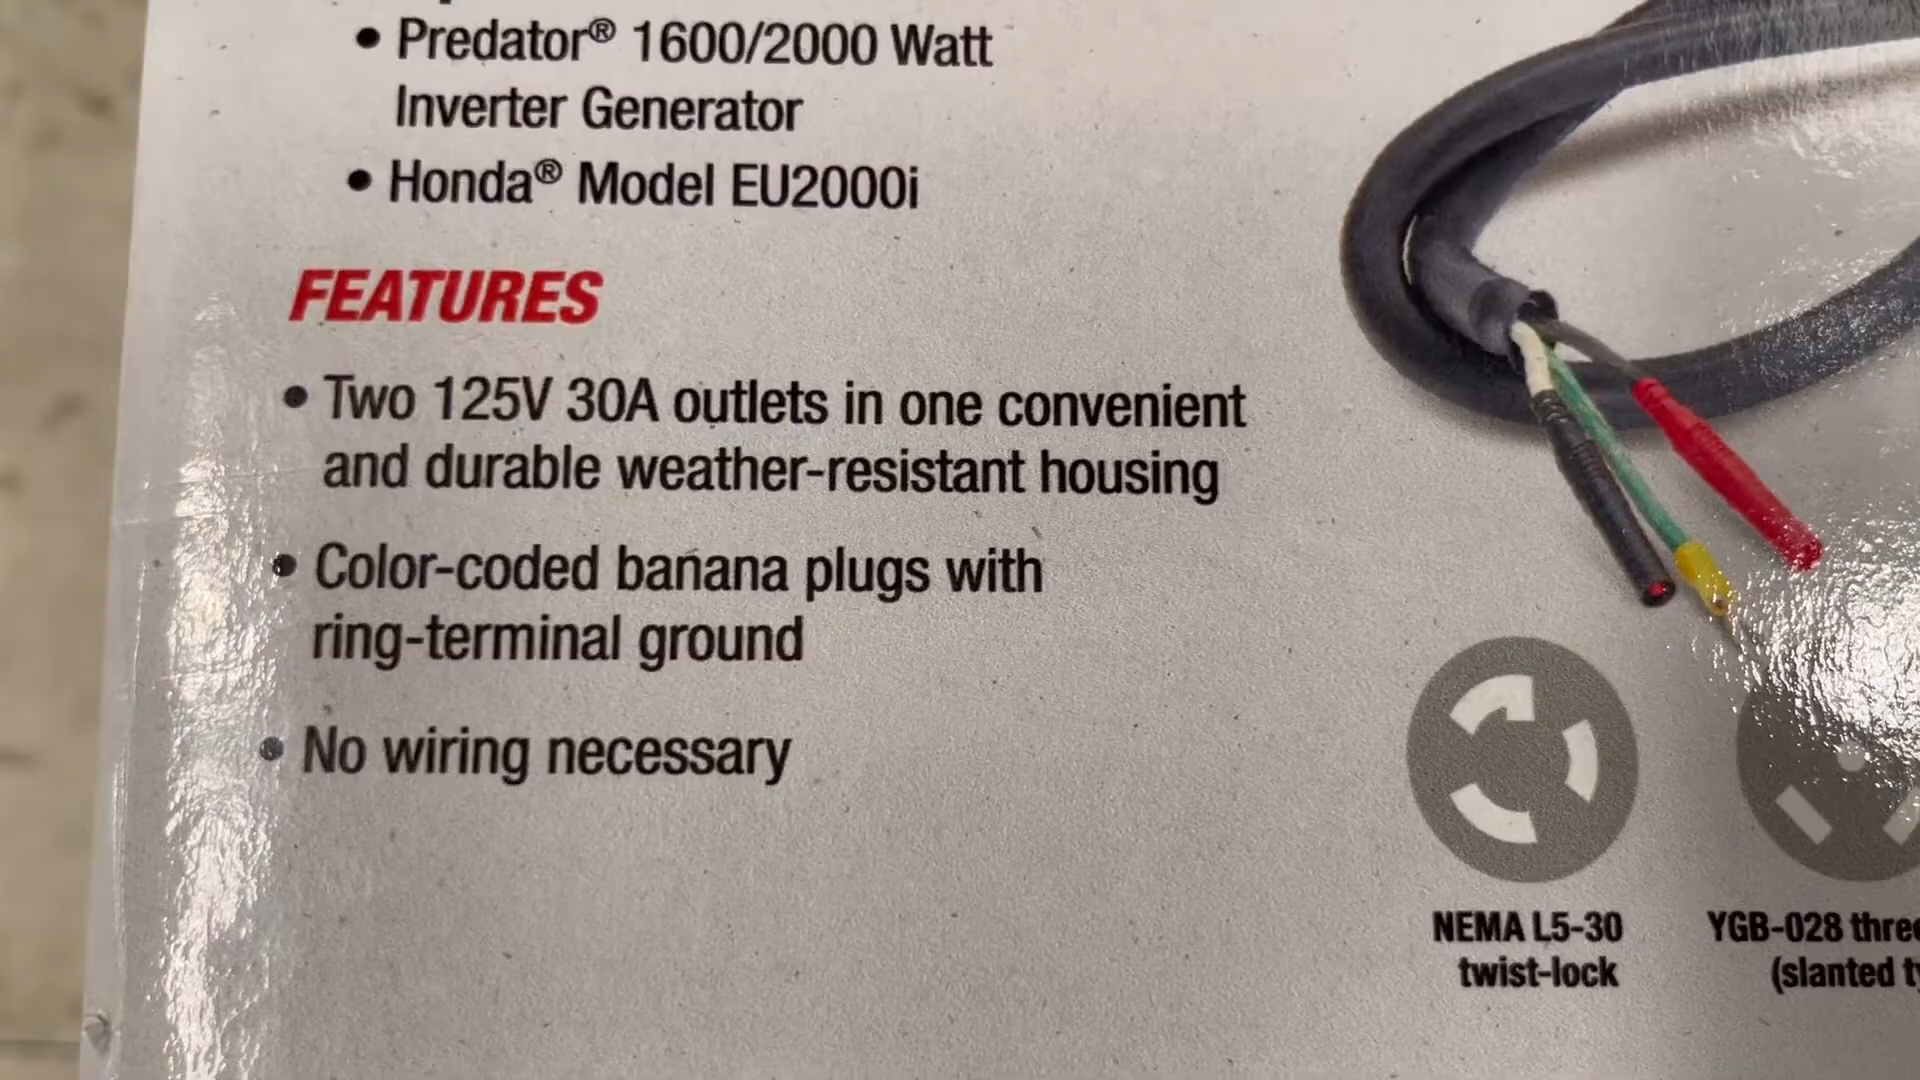 • Predator® 1600/2000 Watt
Inverter Generator
• Honda® Model EU2000i
FEATURES
• Two 125V 30A outlets in one convenient
and durable weather-resistant housing
• Color-coded banana plugs with
ring-terminal ground
• No wiring necessary
NEMA L5-30
twist-lock
YGB-028
(slanted